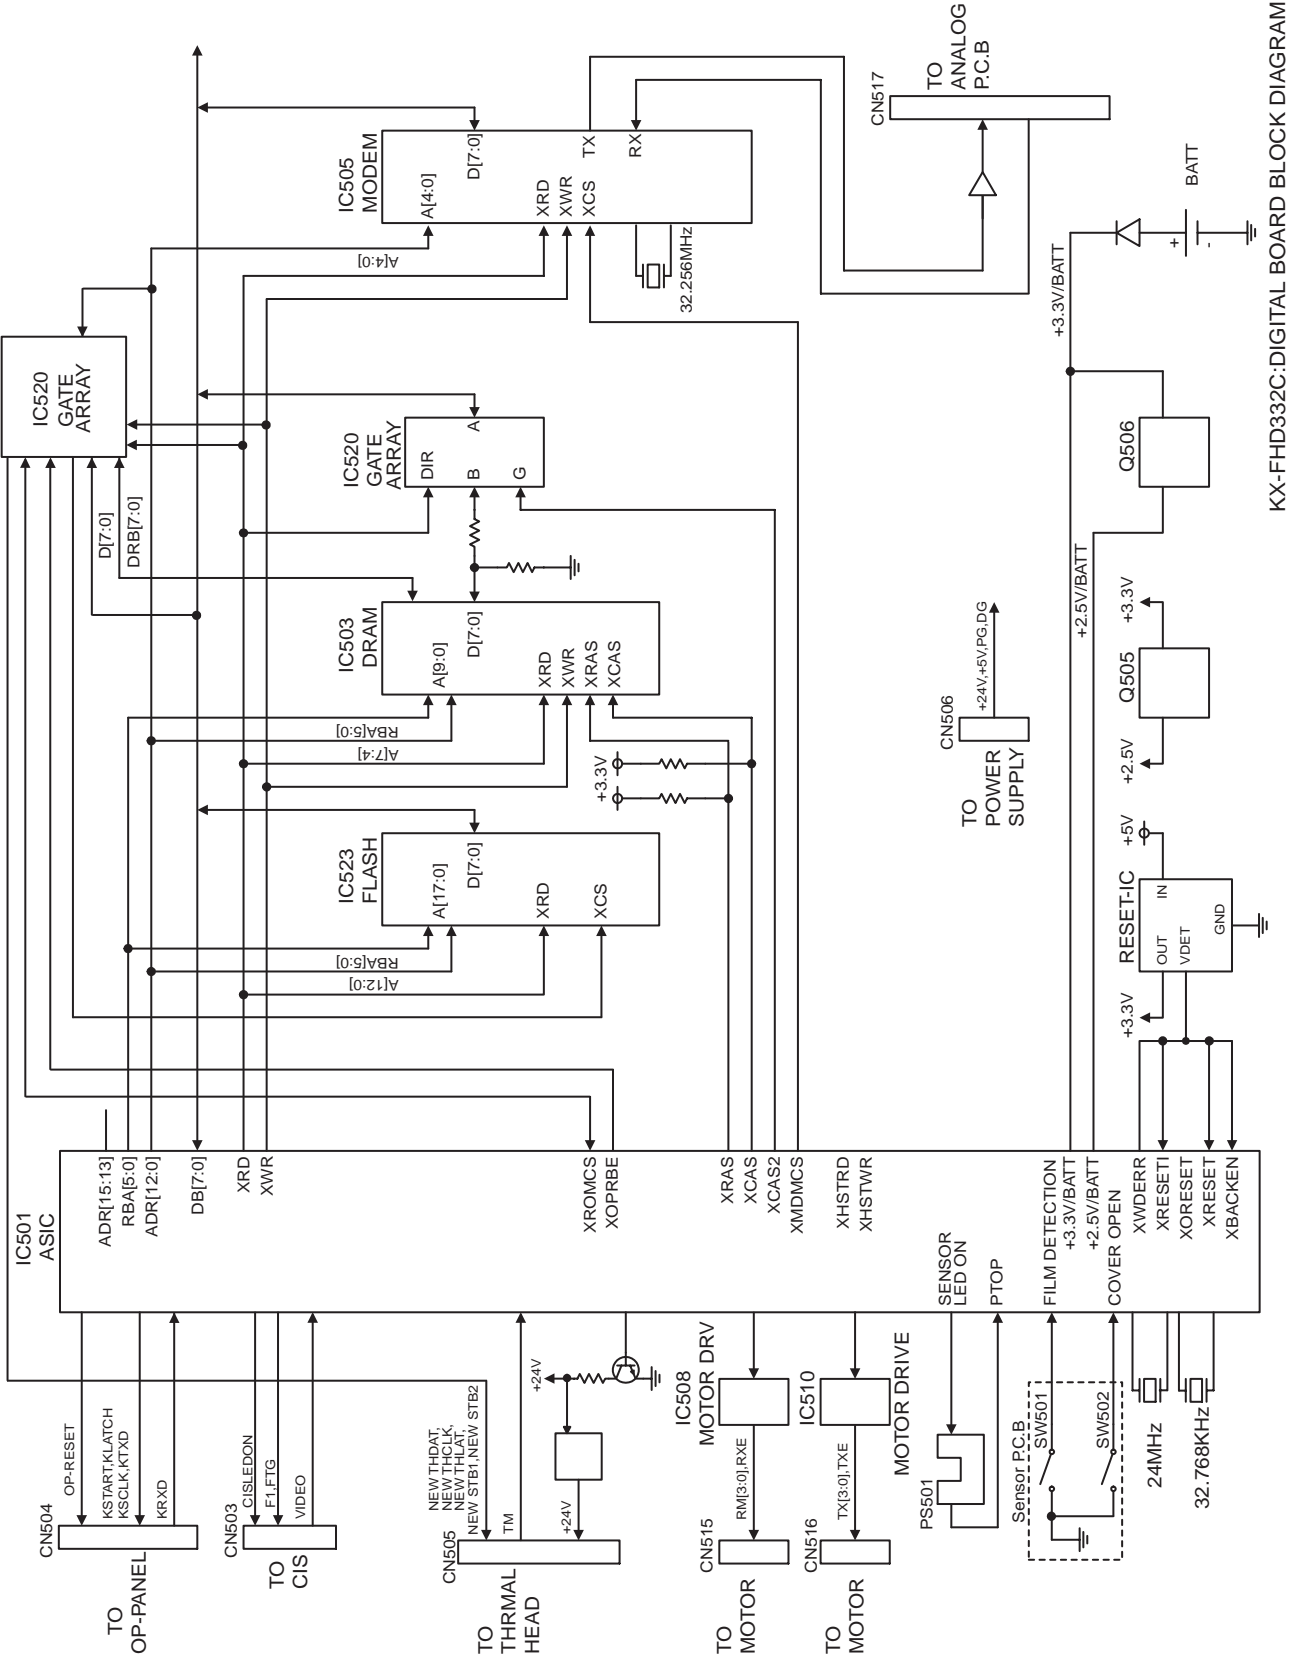 CN504
TO
OP-PANEL
OP-RESET
KSTART,KLATCH
KSCLK,KTXD
KRXD
CN503
TO
CIS
CISLEDON
F1,FTG
VIDEO
CN505
TO
THRMAL
HEAD
NEW THDAT,
NEW THCLK,
NEW THLAT,
NEW STB1,NEW STB2
TM
+24V
+24V
CN515
TO
MOTOR
RM[3:0],RXE
IC508
MOTOR DRV
CN516
TO
MOTOR
TX[3:0],TXE
IC510
MOTOR DRIVE
PS501
Sensor P.C.B
SW501
SW502
24MHz
32.768KHz
IC501
ASIC
ADR[15:13]
RBA[5:0]
ADR[12:0]
DB[7:0]
XRD
XWR
XROMCS
XOPRBE
XRAS
XCAS
XCAS2
XMDMCS
XHSTRD
XHSTWR
SENSOR
LED ON
PTOP
FILM DETECTION
+3.3V/BATT
+2.5V/BATT
COVER OPEN
XWDERR
XRESETI
XORESET
XRESET
XBACKEN
IC523
FLASH
A[17:0]
D[7:0]
XRD
XCS
RBA[5:0]
A[12:0]
IC503
DRAM
A[9:0]
D[7:0]
XRD
XWR
XRAS
XCAS
RBA[5:0]
A[7:4]
+3.3V
IC520
GATE
ARRAY
DIR
B
G
A
IC520
GATE
ARRAY
D[7:0]
DRB[7:0]
IC505
MODEM
A[4:0]
D[7:0]
XRD
XWR
XCS
TX
RX
A[4:0]
32.256MHz
CN517
TO
ANALOG
P.C.B
CN506
TO
POWER
SUPPLY
+24V,+5V,PG,DG
RESET-IC
OUT
VDET
IN
GND
+3.3V
+5V
Q505
+2.5V
+3.3V
Q506
+2.5V/BATT
+3.3V/BATT
+
-
BATT
KX-FHD332C:DIGITAL BOARD BLOCK DIAGRAM